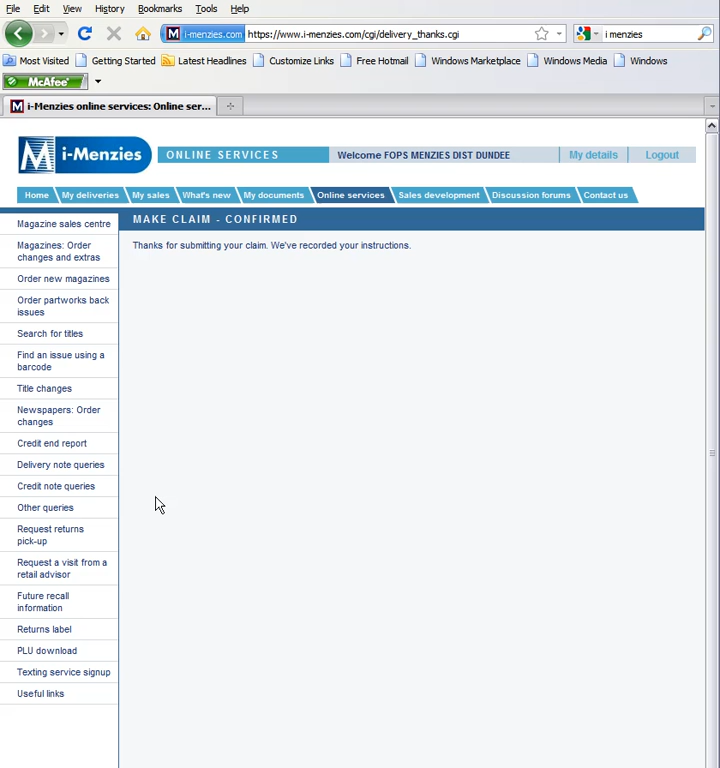 File Edit View History Bookmarks Tools Help
i-menzies.com https://www.i-menzies.com/cgi/delivery_thanks.cgi i menzies
Most Visited Getting Started Latest Headlines Customize Links Free Hotmail Windows Marketplace Windows Media Windows
McAfee
i-Menzies online services: Online ser...
i-Menzies ONLINE SERVICES Welcome FOPS MENZIES DIST DUNDEE My details Logout
Home My deliveries My sales What's new My documents Online services Sales development Discussion forums Contact us
MAKE CLAIM - CONFIRMED
Thanks for submitting your claim. We've recorded your instructions.
Magazine sales centre
Magazines: Order
changes and extras
Order new magazines
Order partworks back
issues
Search for titles
Find an issue using a
barcode
Title changes
Newspapers: Order
changes
Credit end report
Delivery note queries
Credit note queries
Other queries
Request returns
pick-up
Request a visit from a
retail advisor
Future recall
information
Returns label
PLU download
Texting service signup
Useful links